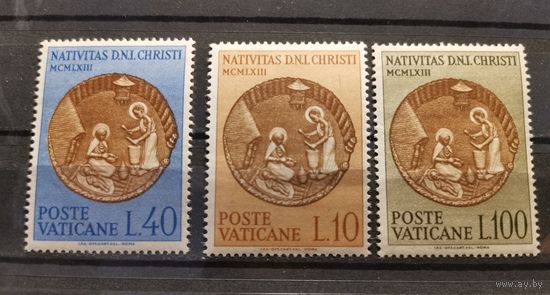 NATIVITAS D.N.I. CHRISTI
MCMLXIII
POSTE
VATICANE L.40
NATIVITAS D.N.I. CHRISTI
MCMLXIII
POSTE
VATICANE L.10
NATIVITAS D.N.I. CHRISTI
MCMLXIII
POSTE
VATICANE L.100
www.ay.by